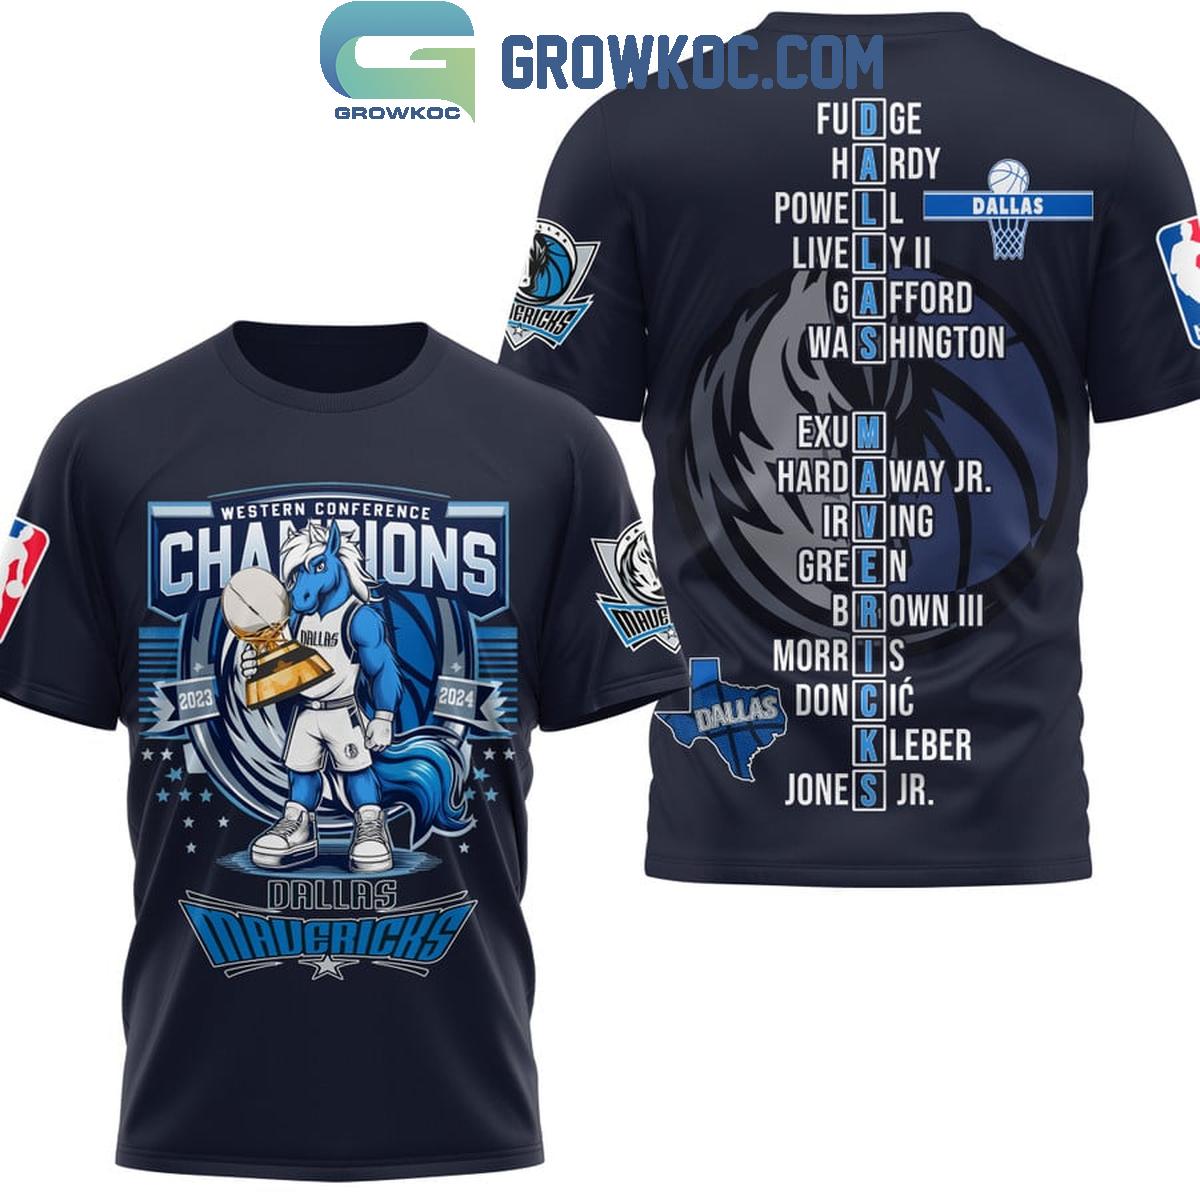 GROWKOC
GROWKOC.COM
FUDGE
HARDY
POWELL
LIVELY II
GAFFORD
WASHINGTON
DALLAS
EXUM
HARDAWAY JR.
IRVING
GREEN
BROWN III
MORRIS
DONČIĆ
KLEBER
JONES JR.
DALLAS
MAVERICKS
WESTERN CONFERENCE
CHAMPIONS
DALLAS
2023
2024
DALLAS
MAVERICKS